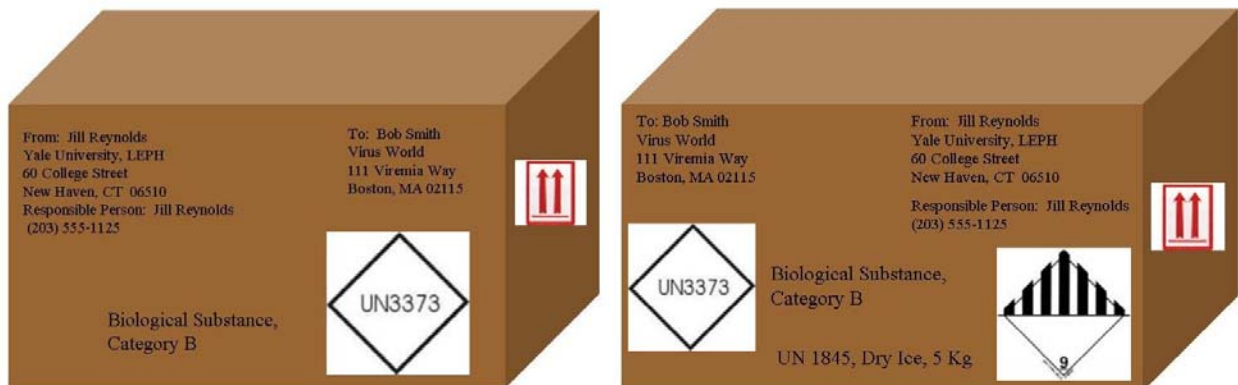 From: Jill Reynolds
Yale University, LEPH
60 College Street
New Haven, CT 06510
Responsible Person: Jill Reynolds
(203) 555-1125
To: Bob Smith
Virus World
111 Viremia Way
Boston, MA 02115
Biological Substance,
Category B
UN3373
To: Bob Smith
Virus World
111 Viremia Way
Boston, MA 02115
From: Jill Reynolds
Yale University, LEPH
60 College Street
New Haven, CT 06510
Responsible Person: Jill Reynolds
(203) 555-1125
UN3373
Biological Substance,
Category B
UN 1845, Dry Ice, 5 Kg
9